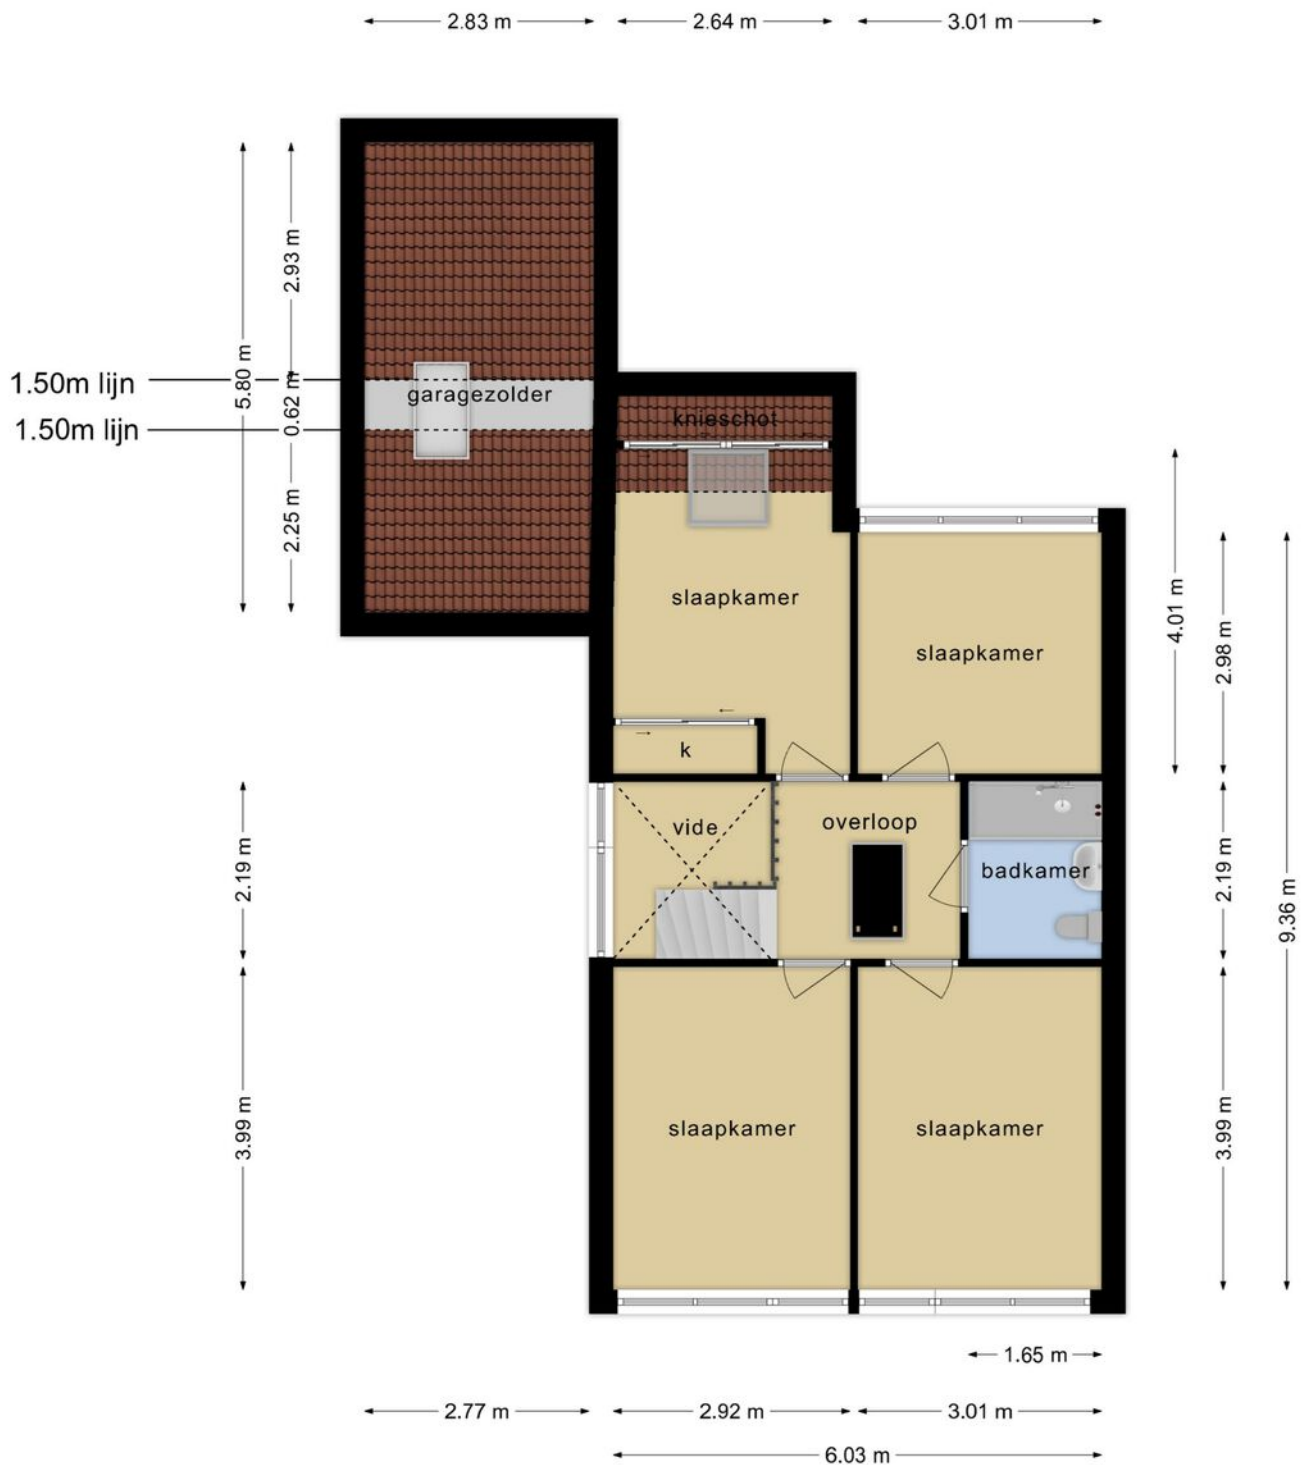 2.83 m
2.64 m
3.01 m
2.93 m
5.80 m
0.62 m
2.25 m
1.50m lijn
1.50m lijn
garagezolder
knieschot
slaapkamer
slaapkamer
4.01 m
2.98 m
k
vide
overloop
badkamer
2.19 m
2.19 m
9.36 m
slaapkamer
slaapkamer
3.99 m
3.99 m
1.65 m
2.77 m
2.92 m
3.01 m
6.03 m